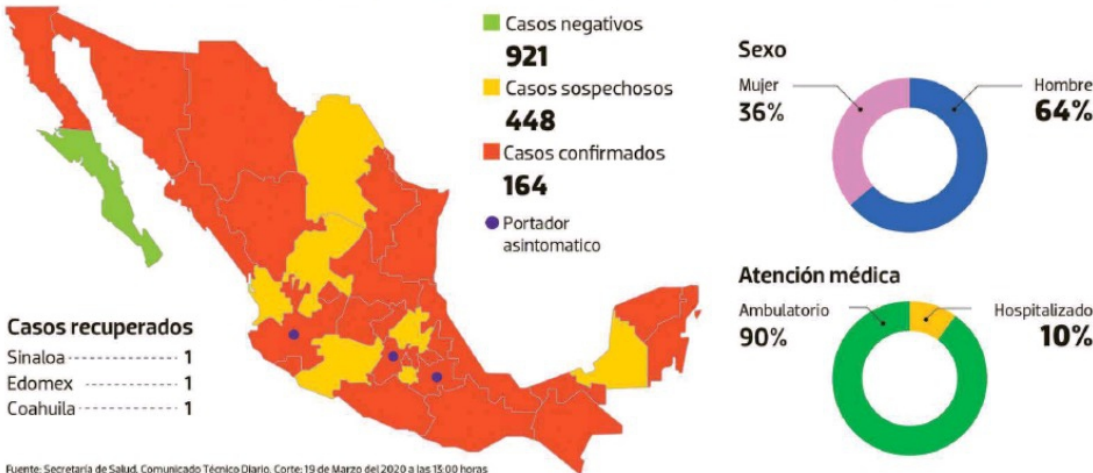 Casos negativos
921
Casos sospechosos
448
Casos confirmados
164
Portador
asintomatico
Casos recuperados
Sinaloa 1
Edomex 1
Coahuila 1
Sexo
Mujer
36%
Hombre
64%
Atención médica
Ambulatorio
90%
Hospitalizado
10%
Fuente: Secretaría de Salud. Comunicado Técnico Diario. Corte: 19 de Marzo del 2020 a las 13:00 horas